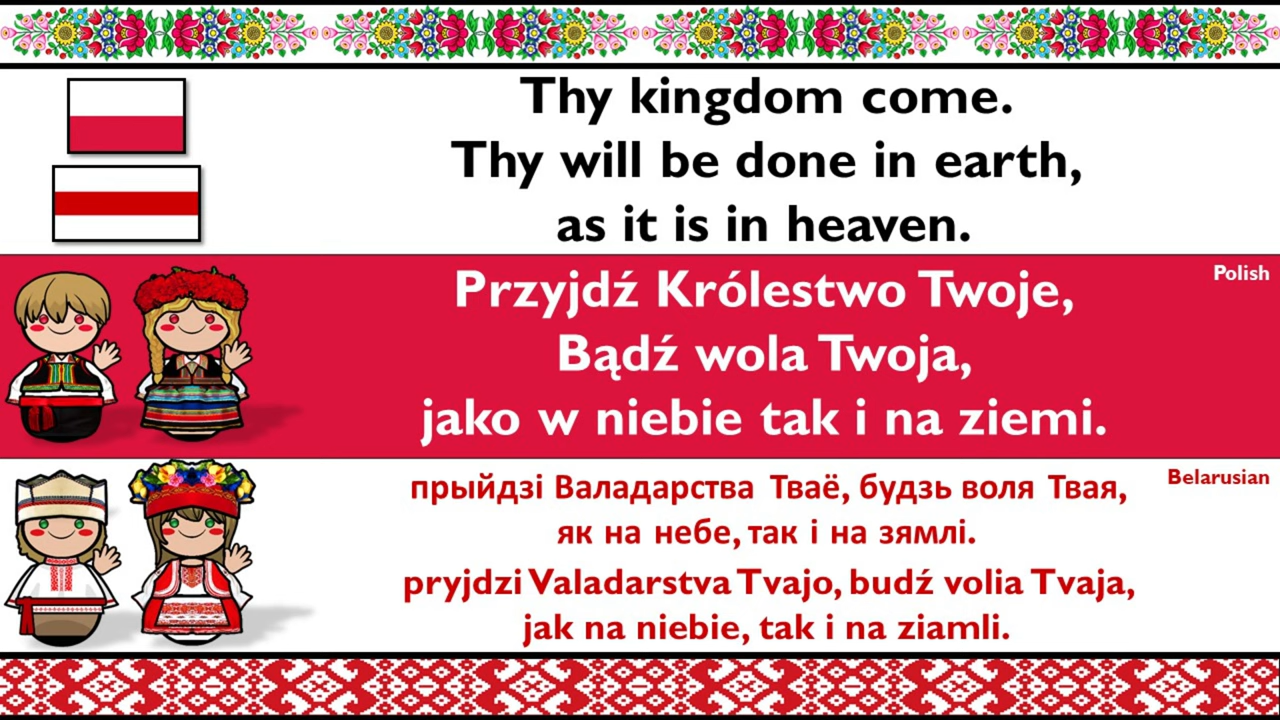 Thy kingdom come.
Thy will be done in earth,
as it is in heaven.
Polish
Przyjdź Królestwo Twoje,
Bądź wola Twoja,
jako w niebie tak i na ziemi.
Belarusian
прыйдзі Валадарства Тваё, будзь воля Твая,
як на небе, так і на зямлі.
pryjdzi Valadarstva Tvajo, budź volia Tvaja,
jak na niebie, tak i na ziamli.